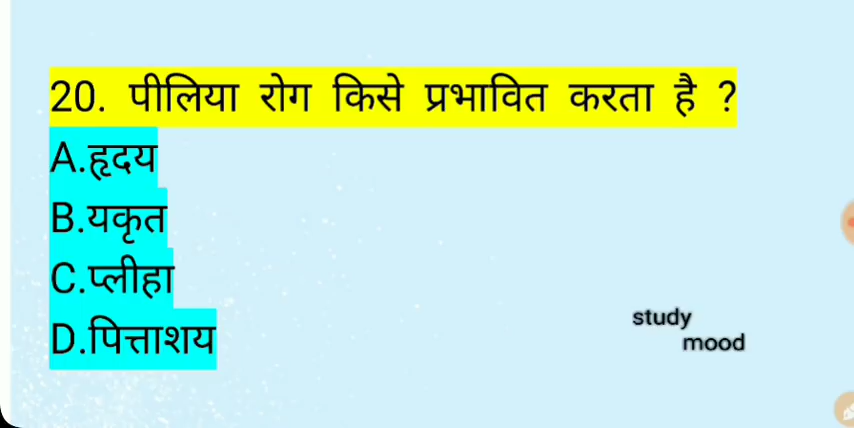 20. पीलिया रोग किसे प्रभावित करता है ?
A.हृदय
B.यकृत
C.प्लीहा
D.पित्ताशय
study
mood